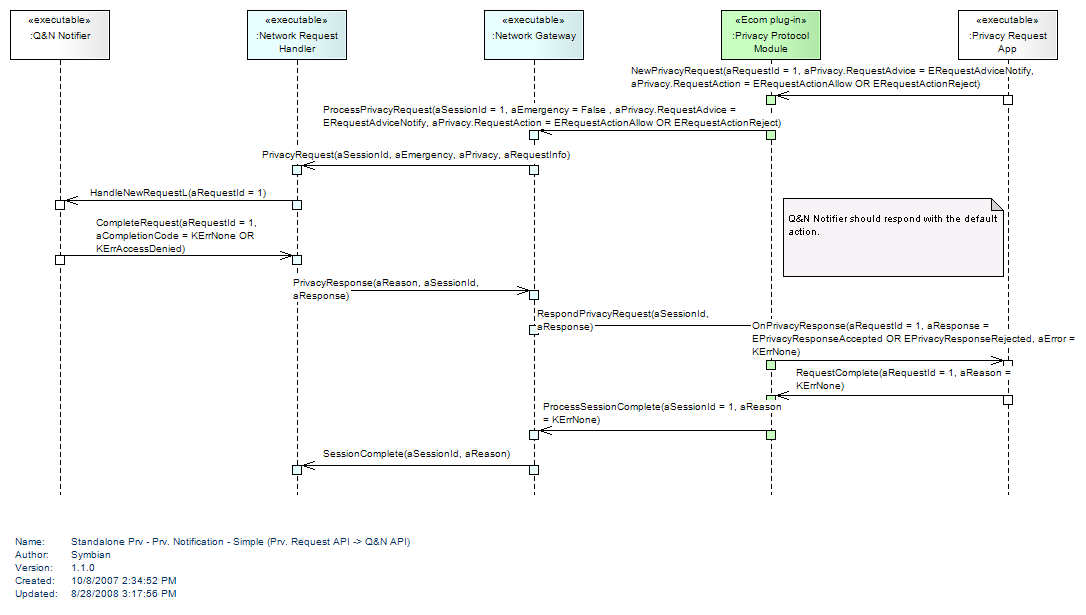 «executable»
:Q&N Notifier
«executable»
:Network Request
Handler
«executable»
:Network Gateway
«Ecom plug-in»
:Privacy Protocol
Module
«executable»
:Privacy Request
App
NewPrivacyRequest(aRequestId = 1, aPrivacy.RequestAdvice = ERequestAdviceNotify,
aPrivacy.RequestAction = ERequestActionAllow OR ERequestActionReject)
ProcessPrivacyRequest(aSessionId = 1, aEmergency = False , aPrivacy.RequestAdvice =
ERequestAdviceNotify, aPrivacy.RequestAction = ERequestActionAllow OR ERequestActionReject)
PrivacyRequest(aSessionId, aEmergency, aPrivacy, aRequestInfo)
HandleNewRequestL(aRequestId = 1)
Q&N Notifier should respond with the default
action.
CompleteRequest(aRequestId = 1,
aCompletionCode = KErrNone OR
KErrAccessDenied)
PrivacyResponse(aReason, aSessionId,
aResponse)
RespondPrivacyRequest(aSessionId,
aResponse)
OnPrivacyResponse(aRequestId = 1, aResponse =
EPrivacyResponseAccepted OR EPrivacyResponseRejected, aError =
KErrNone)
RequestComplete(aRequestId = 1, aReason =
KErrNone)
ProcessSessionComplete(aSessionId = 1, aReason
= KErrNone)
SessionComplete(aSessionId, aReason)
Name: Standalone Prv - Prv. Notification - Simple (Prv. Request API -> Q&N API)
Author: Symbian
Version: 1.1.0
Created: 10/8/2007 2:34:52 PM
Updated: 8/28/2008 3:17:56 PM